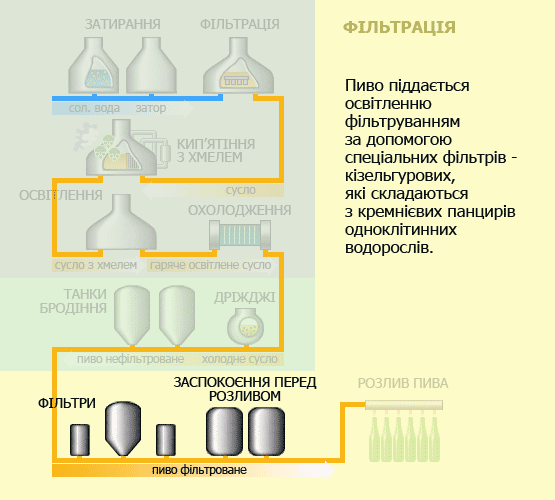 ЗАТИРАННЯ
ФІЛЬТРАЦІЯ
ФІЛЬТРАЦІЯ
сол. вода
затор
Пиво піддається
освітленню
фільтруванням
за допомогою
спеціальних фільтрів -
кізельгурових,
які складаються
з кремнієвих панцирів
одноклітинних
водорослів.
КИП'ЯТІННЯ
З ХМЕЛЕМ
сусло
ОСВІТЛЕННЯ
ОХОЛОДЖЕННЯ
сусло з хмелем
гаряче освітлене сусло
ТАНКИ
БРОДІННЯ
ДРІЖДЖІ
пиво нефільтроване
холодне сусло
ФІЛЬТРИ
ЗАСПОКОЄННЯ ПЕРЕД
РОЗЛИВОМ
РОЗЛИВ ПИВА
пиво фільтроване